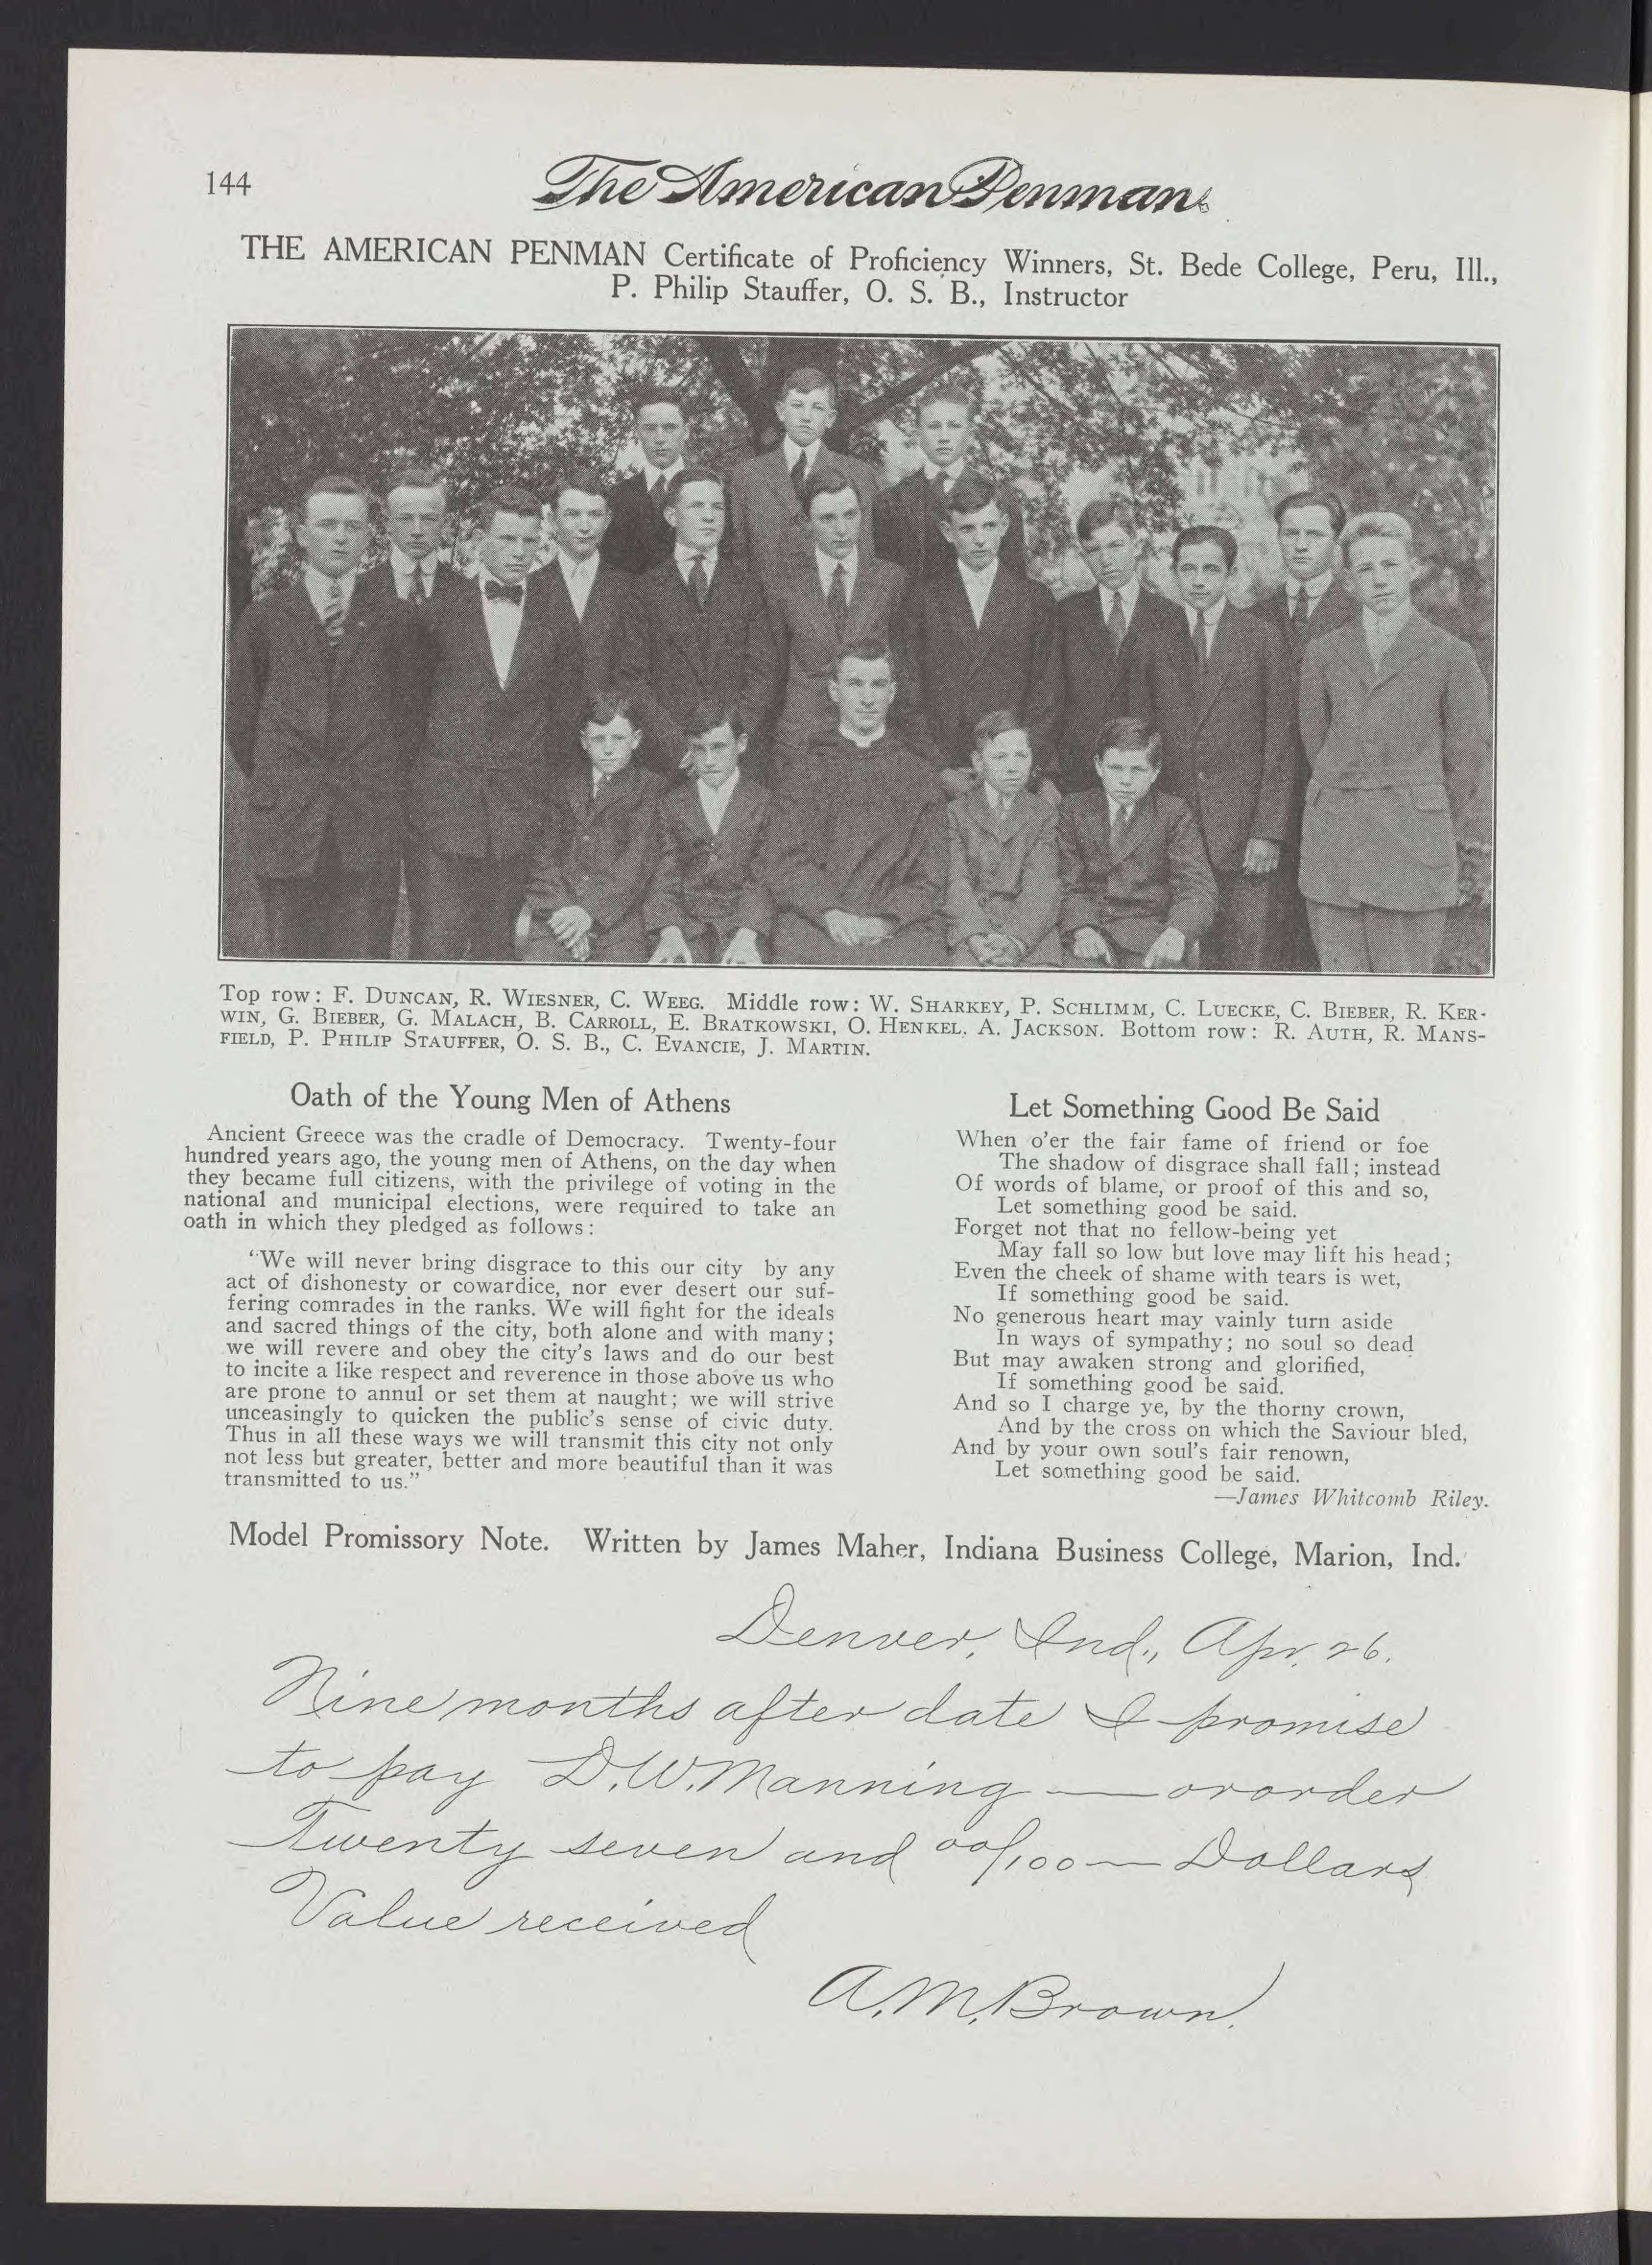 144
The American Penman
THE AMERICAN PENMAN Certificate of Proficiency Winners, St. Bede College, Peru, Ill.,
P. Philip Stauffer, O. S. B., Instructor
Top row: F. DUNCAN, R. WIESNER, C. WEEG. Middle row: W. SHARKEY, P. SCHLIMM, C. LUECKE, C. BIEBER, R. KER-
WIN, G. BIEBER, G. MALACH, B. CARROLL, E. BRATKOWSKI, O. HENKEL, A. JACKSON. Bottom row: R. AUTH, R. MANS-
FIELD, P. PHILIP STAUFFER, O. S. B., C. EVANCIE, J. MARTIN.
Oath of the Young Men of Athens
Ancient Greece was the cradle of Democracy. Twenty-four
hundred years ago, the young men of Athens, on the day when
they became full citizens, with the privilege of voting in the
national and municipal elections, were required to take an
oath in which they pledged as follows:
"We will never bring disgrace to this our city by any
act of dishonesty or cowardice, nor ever desert our suf-
fering comrades in the ranks. We will fight for the ideals
and sacred things of the city, both alone and with many;
we will revere and obey the city's laws and do our best
to incite a like respect and reverence in those above us who
are prone to annul or set them at naught; we will strive
unceasingly to quicken the public's sense of civic duty.
Thus in all these ways we will transmit this city not only
not less but greater, better and more beautiful than it was
transmitted to us."
Let Something Good Be Said
When o'er the fair fame of friend or foe
The shadow of disgrace shall fall; instead
Of words of blame, or proof of this and so,
Let something good be said.
Forget not that no fellow-being yet
May fall so low but love may lift his head;
Even the cheek of shame with tears is wet,
If something good be said.
No generous heart may vainly turn aside
In ways of sympathy; no soul so dead
But may awaken strong and glorified,
If something good be said.
And so I charge ye, by the thorny crown,
And by the cross on which the Saviour bled,
And by your own soul's fair renown,
Let something good be said.
—James Whitcomb Riley.
Model Promissory Note. Written by James Maher, Indiana Business College, Marion, Ind.
Denver, Ind., Apr. 26.
Nine months after date I promise
to pay D.W. Manning — or order
Twenty seven and 00/100 — Dollars
Value received
A.M. Brown.